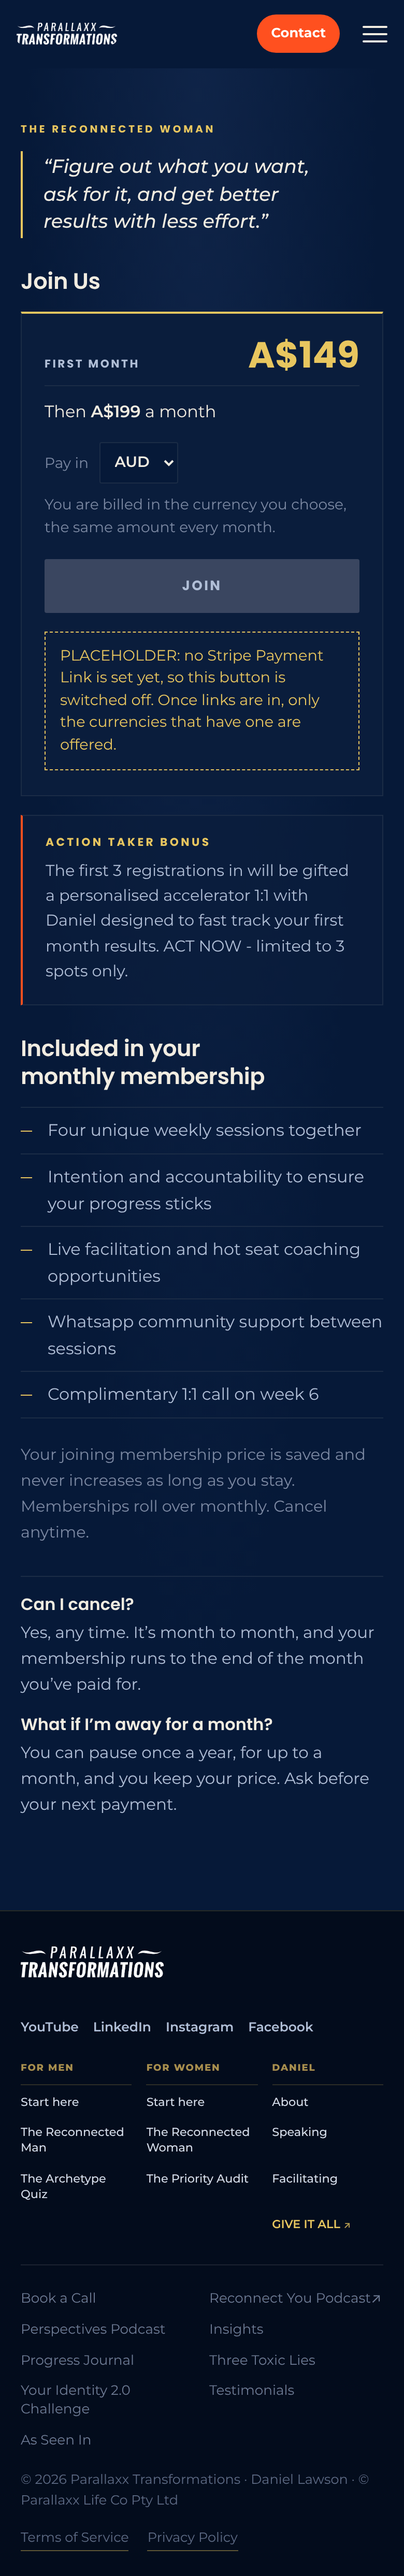 PARALLAXX
TRANSFORMATIONS
Contact
THE RECONNECTED WOMAN
“Figure out what you want,
ask for it, and get better
results with less effort.”
Join Us
FIRST MONTH A$149
Then A$199 a month
Pay in AUD
You are billed in the currency you choose,
the same amount every month.
JOIN
PLACEHOLDER: no Stripe Payment
Link is set yet, so this button is
switched off. Once links are in, only
the currencies that have one are
offered.
ACTION TAKER BONUS
The first 3 registrations in will be gifted
a personalised accelerator 1:1 with
Daniel designed to fast track your first
month results. ACT NOW - limited to 3
spots only.
Included in your
monthly membership
— Four unique weekly sessions together
— Intention and accountability to ensure
your progress sticks
— Live facilitation and hot seat coaching
opportunities
— Whatsapp community support between
sessions
— Complimentary 1:1 call on week 6
Your joining membership price is saved and
never increases as long as you stay.
Memberships roll over monthly. Cancel
anytime.
Can I cancel?
Yes, any time. It’s month to month, and your
membership runs to the end of the month
you’ve paid for.
What if I’m away for a month?
You can pause once a year, for up to a
month, and you keep your price. Ask before
your next payment.
PARALLAXX
TRANSFORMATIONS
YouTube LinkedIn Instagram Facebook
FOR MEN
Start here
The Reconnected
Man
The Archetype
Quiz
FOR WOMEN
Start here
The Reconnected
Woman
The Priority Audit
DANIEL
About
Speaking
Facilitating
GIVE IT ALL ↗
Book a Call
Reconnect You Podcast↗
Perspectives Podcast
Insights
Progress Journal
Three Toxic Lies
Your Identity 2.0
Challenge
Testimonials
As Seen In
© 2026 Parallaxx Transformations · Daniel Lawson · ©
Parallaxx Life Co Pty Ltd
Terms of Service Privacy Policy